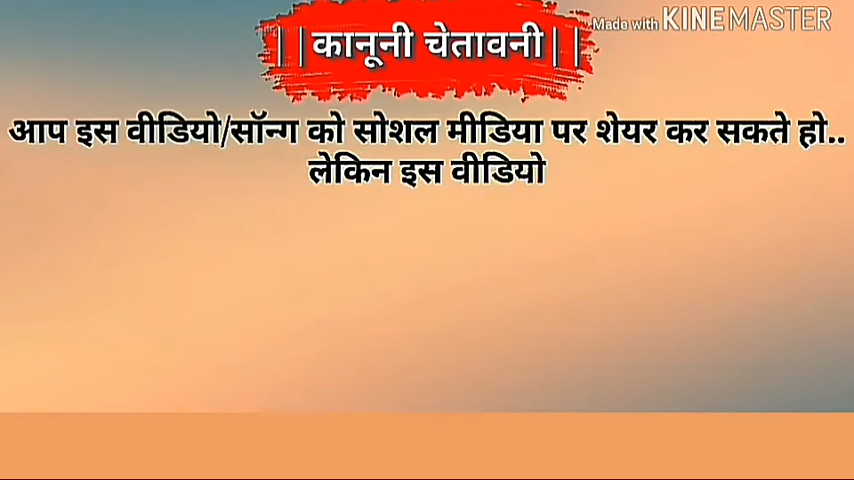 ||कानूनी चेतावनी||
Made with KINEMASTER
आप इस वीडियो/सॉन्ग को सोशल मीडिया पर शेयर कर सकते हो..
लेकिन इस वीडियो